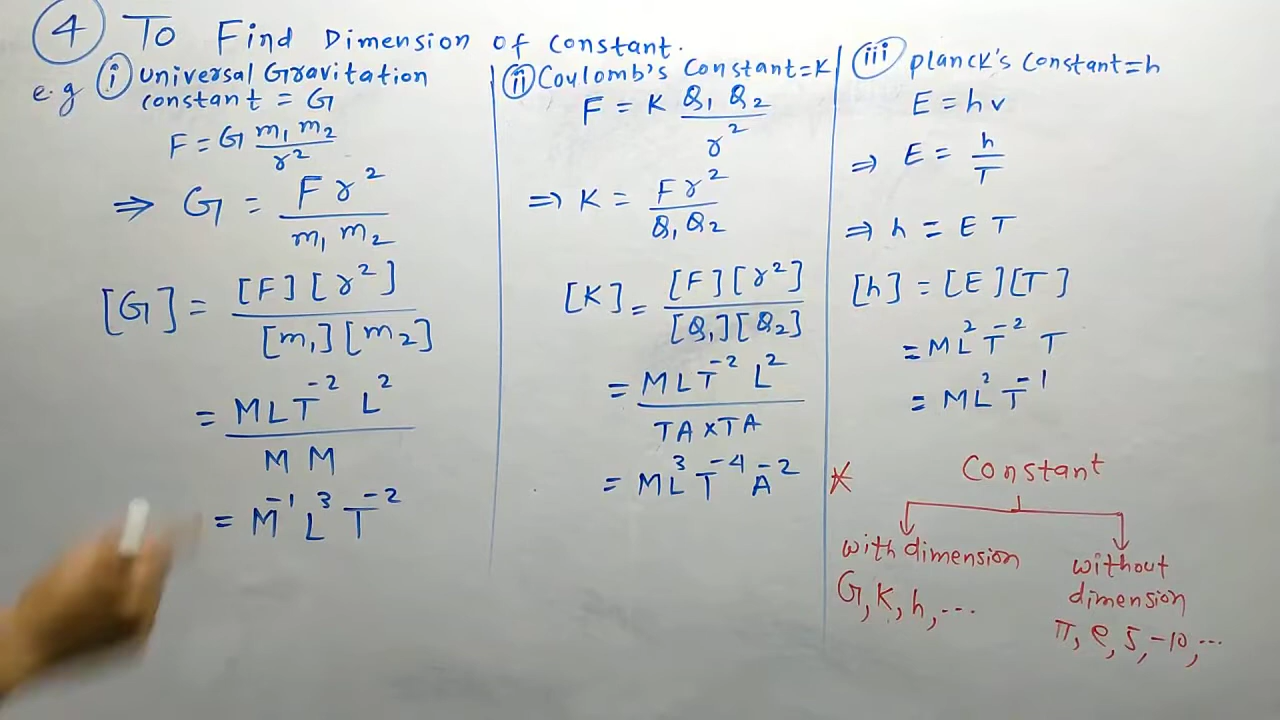 4 To Find Dimension of constant.
e.g (i) Universal Gravitation
constant = G
F = G m₁ m₂ / r²
⇒ G = F r² / m₁ m₂
[G] = [F][r²] / [m₁][m₂]
= MLT⁻² L² / M M
= M⁻¹ L³ T⁻²
(ii) Coulomb's Constant = K
F = K Q₁ Q₂ / r²
⇒ K = F r² / Q₁ Q₂
[K] = [F][r²] / [Q₁][Q₂]
= MLT⁻² L² / TA x TA
= ML³ T⁻⁴ A⁻²
(iii) planck's constant = h
E = hv
⇒ E = h / T
⇒ h = E T
[h] = [E][T]
= ML² T⁻² T
= ML² T⁻¹
* Constant
with dimension
G, K, h, ...
without
dimension
π, e, 5, -10, ...